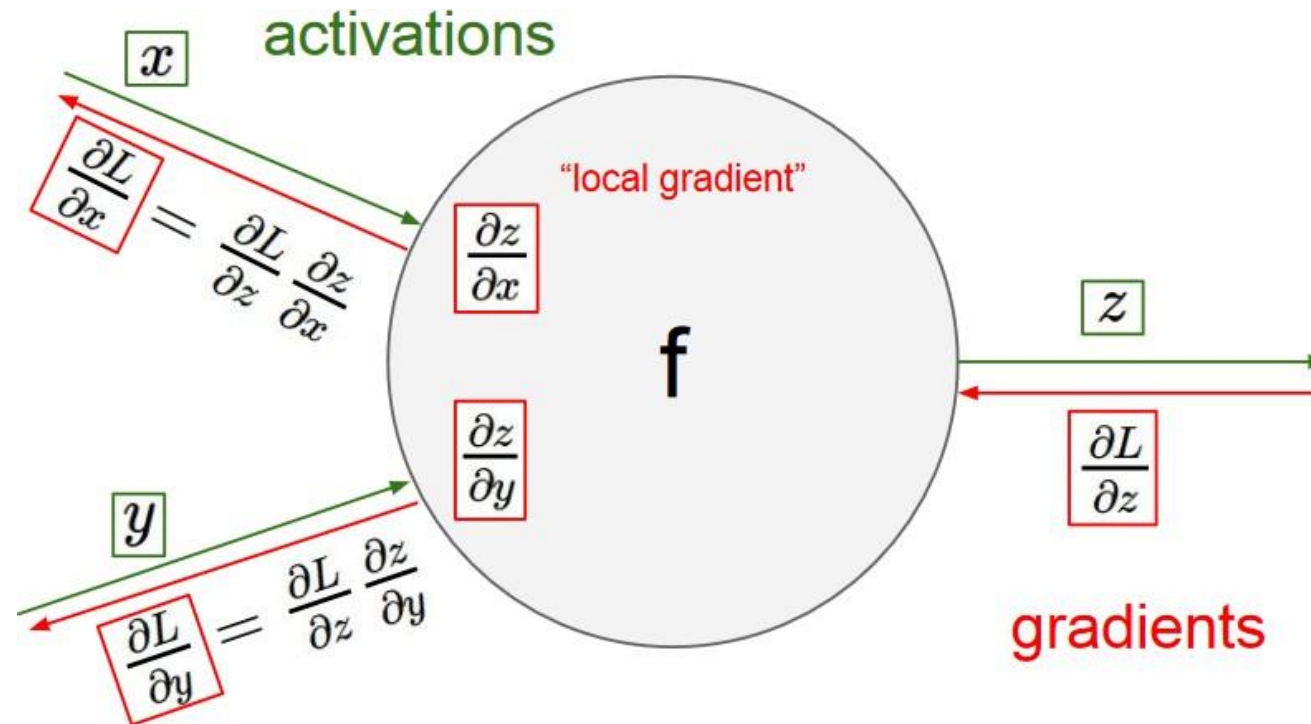 activations
x
∂L/∂x = ∂L/∂z ∂z/∂x
“local gradient”
∂z/∂x
f
z
∂z/∂y
∂L/∂z
y
∂L/∂y = ∂L/∂z ∂z/∂y
gradients